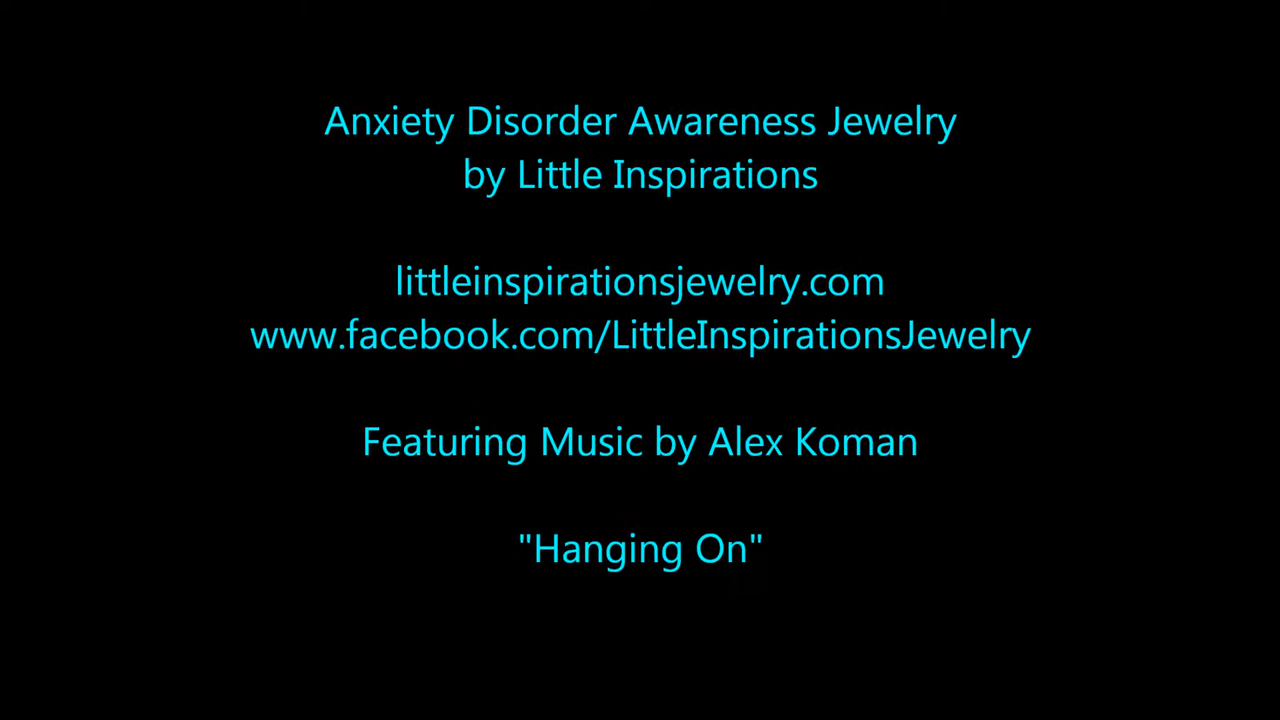 Anxiety Disorder Awareness Jewelry
by Little Inspirations
littleinspirationsjewelry.com
www.facebook.com/LittleInspirationsJewelry
Featuring Music by Alex Koman
"Hanging On"